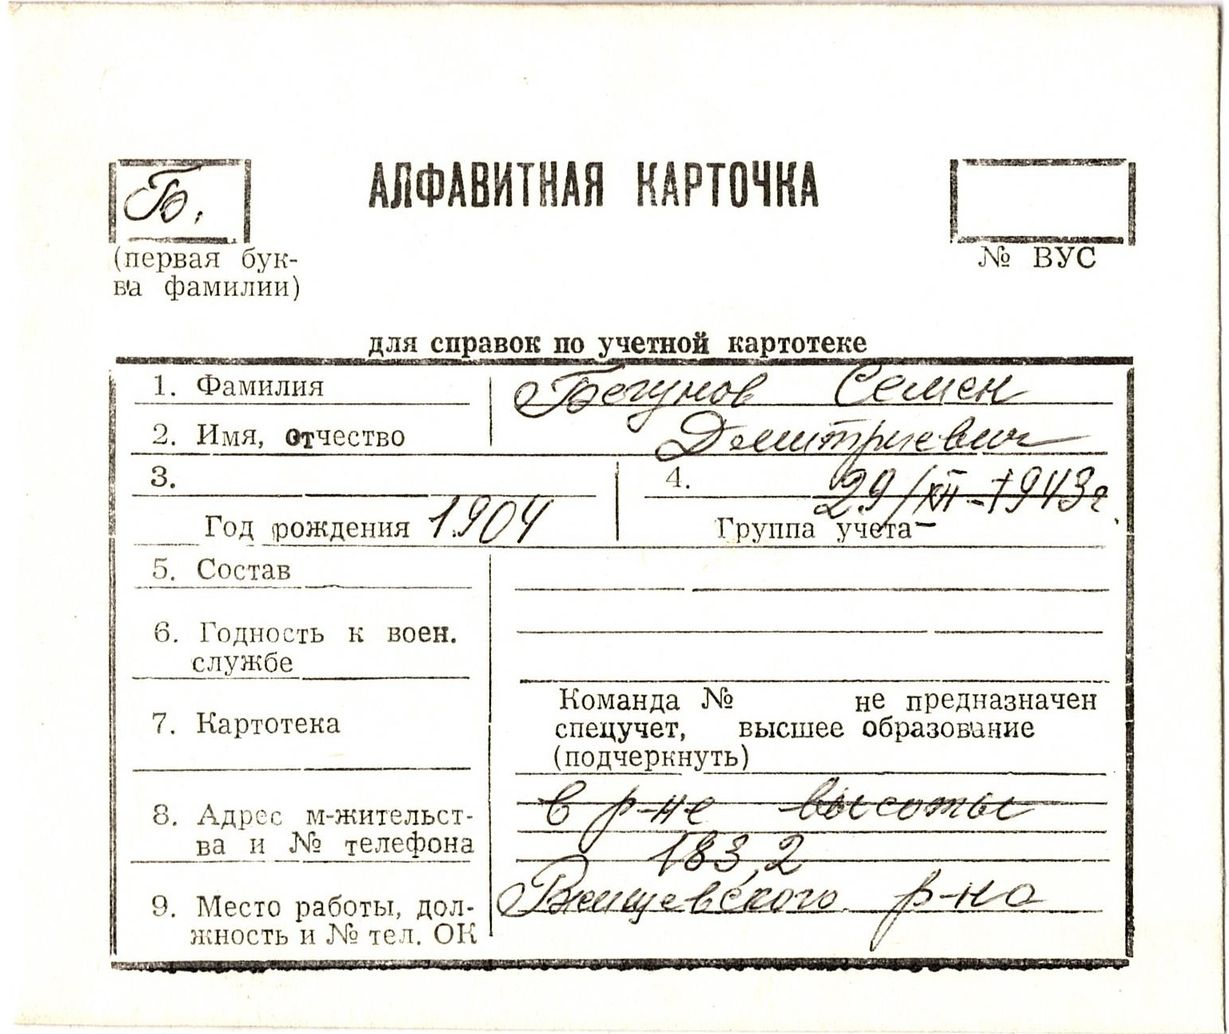 Б.
АЛФАВИТНАЯ КАРТОЧКА
(первая бук-
ва фамилии)
№ ВУС
для справок по учетной картотеке
1. Фамилия
Бегунов Семен
2. Имя, отчество
Дмитриевич
3.
Год рождения 1904
4.
29/XII-1943г.
Группа учета
5. Состав
6. Годность к воен.
службе
7. Картотека
Команда № не предназначен
спецучет, высшее образование
(подчеркнуть)
8. Адрес м-жительст-
ва и № телефона
в р-не высоты
183,2
9. Место работы, дол-
жность и № тел. ОК
р-на